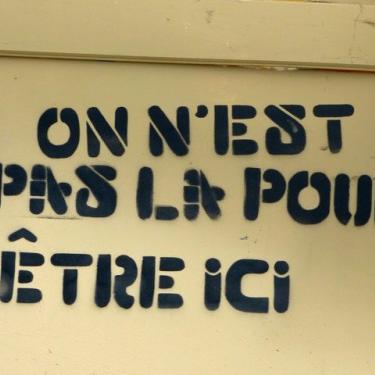 ON N'EST
PAS LA POU
ÊTRE iCi